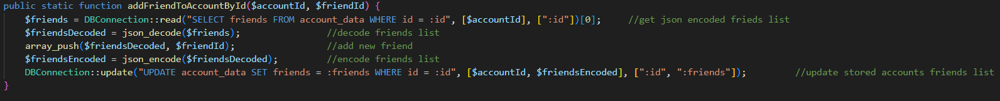 public static function addFriendToAccountById($accountId, $friendId) {
    $friends = DBConnection::read("SELECT friends FROM account_data WHERE id = :id", [$accountId], [":id"])[0];     //get json encoded frieds list
    $friendsDecoded = json_decode($friends);                 //decode friends list
    array_push($friendsDecoded, $friendId);                  //add new friend
    $friendsEncoded = json_encode($friendsDecoded);          //encode friends list
    DBConnection::update("UPDATE account_data SET friends = :friends WHERE id = :id", [$accountId, $friendsEncoded], [":id", ":friends"]);          //update stored accounts friends list
}